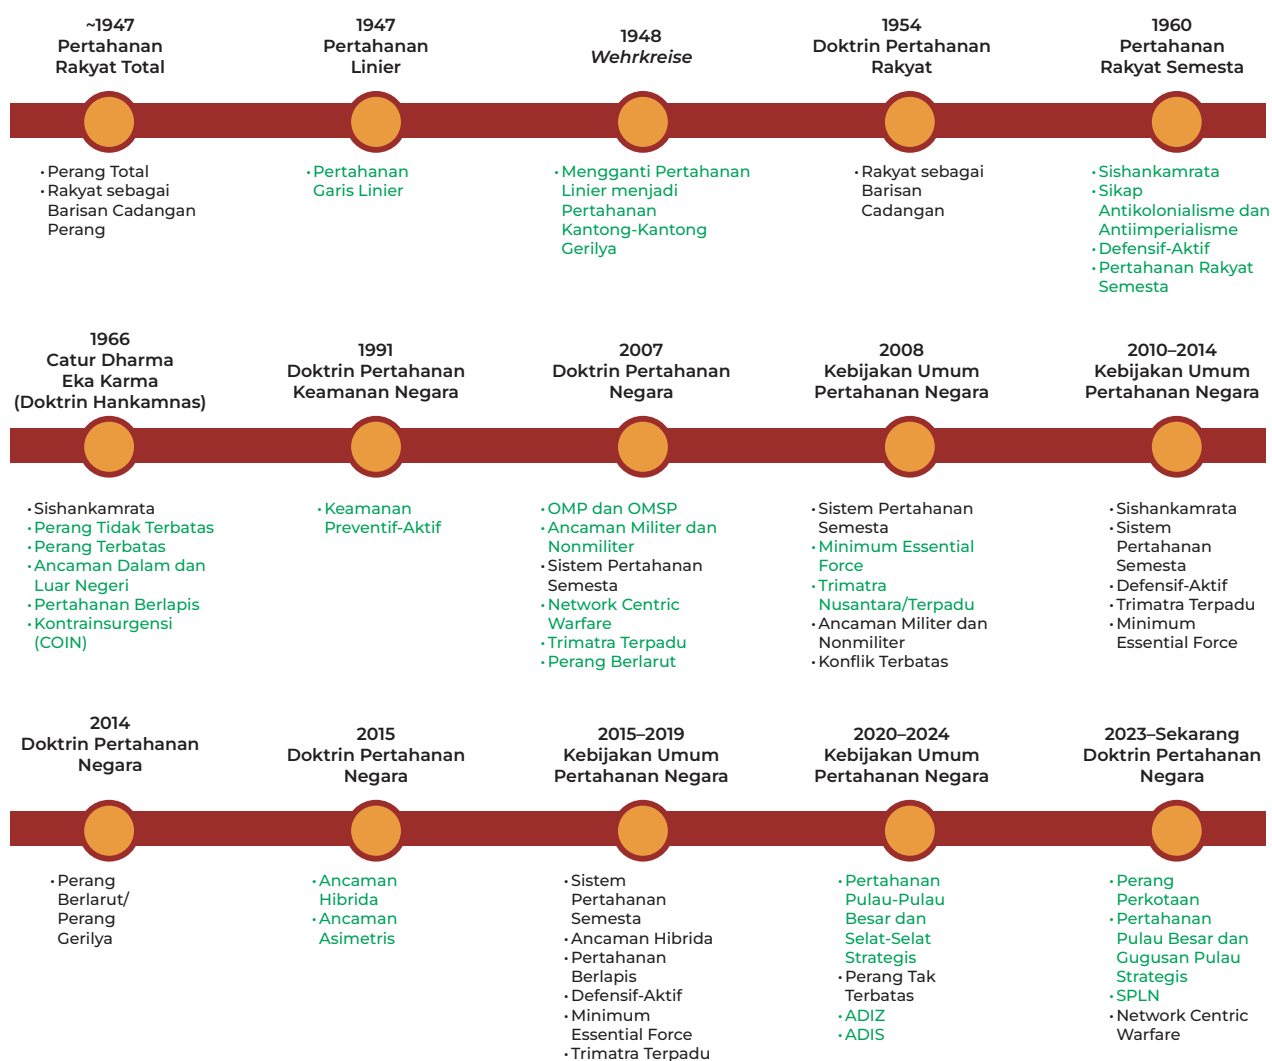 ~1947
Pertahanan
Rakyat Total
· Perang Total
· Rakyat sebagai
Barisan Cadangan
Perang
1947
Pertahanan
Linier
· Pertahanan
Garis Linier
1948
Wehrkreise
· Mengganti Pertahanan
Linier menjadi
Pertahanan
Kantong-Kantong
Gerilya
1954
Doktrin Pertahanan
Rakyat
· Rakyat sebagai
Barisan
Cadangan
1960
Pertahanan
Rakyat Semesta
· Sishankamrata
· Sikap
Antikolonialisme dan
Antiimperialisme
· Defensif-Aktif
· Pertahanan Rakyat
Semesta
1966
Catur Dharma
Eka Karma
(Doktrin Hankamnas)
· Sishankamrata
· Perang Tidak Terbatas
· Perang Terbatas
· Ancaman Dalam dan
Luar Negeri
· Pertahanan Berlapis
· Kontrainsurgensi
(COIN)
1991
Doktrin Pertahanan
Keamanan Negara
· Keamanan
Preventif-Aktif
2007
Doktrin Pertahanan
Negara
· OMP dan OMSP
· Ancaman Militer dan
Nonmiliter
· Sistem Pertahanan
Semesta
· Network Centric
Warfare
· Trimatra Terpadu
· Perang Berlarut
2008
Kebijakan Umum
Pertahanan Negara
· Sistem Pertahanan
Semesta
· Minimum Essential
Force
· Trimatra
Nusantara/Terpadu
· Ancaman Militer dan
Nonmiliter
· Konflik Terbatas
2010–2014
Kebijakan Umum
Pertahanan Negara
· Sishankamrata
· Sistem
Pertahanan
Semesta
· Defensif-Aktif
· Trimatra Terpadu
· Minimum
Essential Force
2014
Doktrin Pertahanan
Negara
· Perang
Berlarut/
Perang
Gerilya
2015
Doktrin Pertahanan
Negara
· Ancaman
Hibrida
· Ancaman
Asimetris
2015–2019
Kebijakan Umum
Pertahanan Negara
· Sistem
Pertahanan
Semesta
· Ancaman Hibrida
· Pertahanan
Berlapis
· Defensif-Aktif
· Minimum
Essential Force
· Trimatra Terpadu
2020–2024
Kebijakan Umum
Pertahanan Negara
· Pertahanan
Pulau-Pulau
Besar dan
Selat-Selat
Strategis
· Perang Tak
Terbatas
· ADIZ
· ADIS
2023–Sekarang
Doktrin Pertahanan
Negara
· Perang
Perkotaan
· Pertahanan
Pulau Besar dan
Gugusan Pulau
Strategis
· SPLN
· Network Centric
Warfare